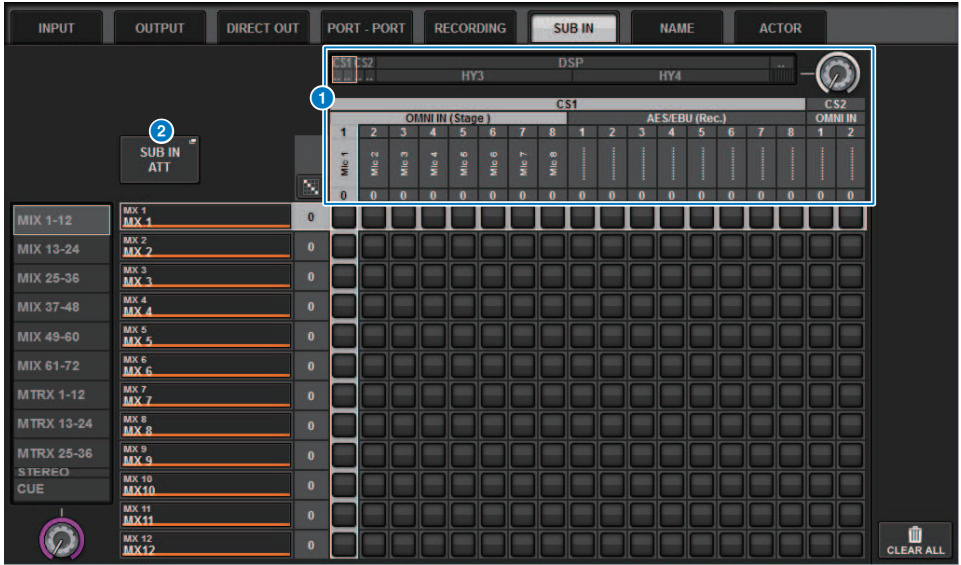 INPUT OUTPUT DIRECT OUT PORT - PORT RECORDING SUB IN NAME ACTOR
CS1 CS2 DSP ..
.. .. .. .. HY3 HY4
1
CS1 CS2
OMNI IN (Stage ) AES/EBU (Rec.) OMNI IN
1 2 3 4 5 6 7 8 1 2 3 4 5 6 7 8 1 2
Mic 1 Mic 2 Mic 3 Mic 4 Mic 5 Mic 6 Mic 7 Mic 8
0 0 0 0 0 0 0 0 0 0 0 0 0 0 0 0 0 0
2
SUB IN
ATT
MIX 1-12
MIX 13-24
MIX 25-36
MIX 37-48
MIX 49-60
MIX 61-72
MTRX 1-12
MTRX 13-24
MTRX 25-36
STEREO
CUE
MX 1
MX 1 0
MX 2
MX 2 0
MX 3
MX 3 0
MX 4
MX 4 0
MX 5
MX 5 0
MX 6
MX 6 0
MX 7
MX 7 0
MX 8
MX 8 0
MX 9
MX 9 0
MX 10
MX10 0
MX 11
MX11 0
MX 12
MX12 0
CLEAR ALL